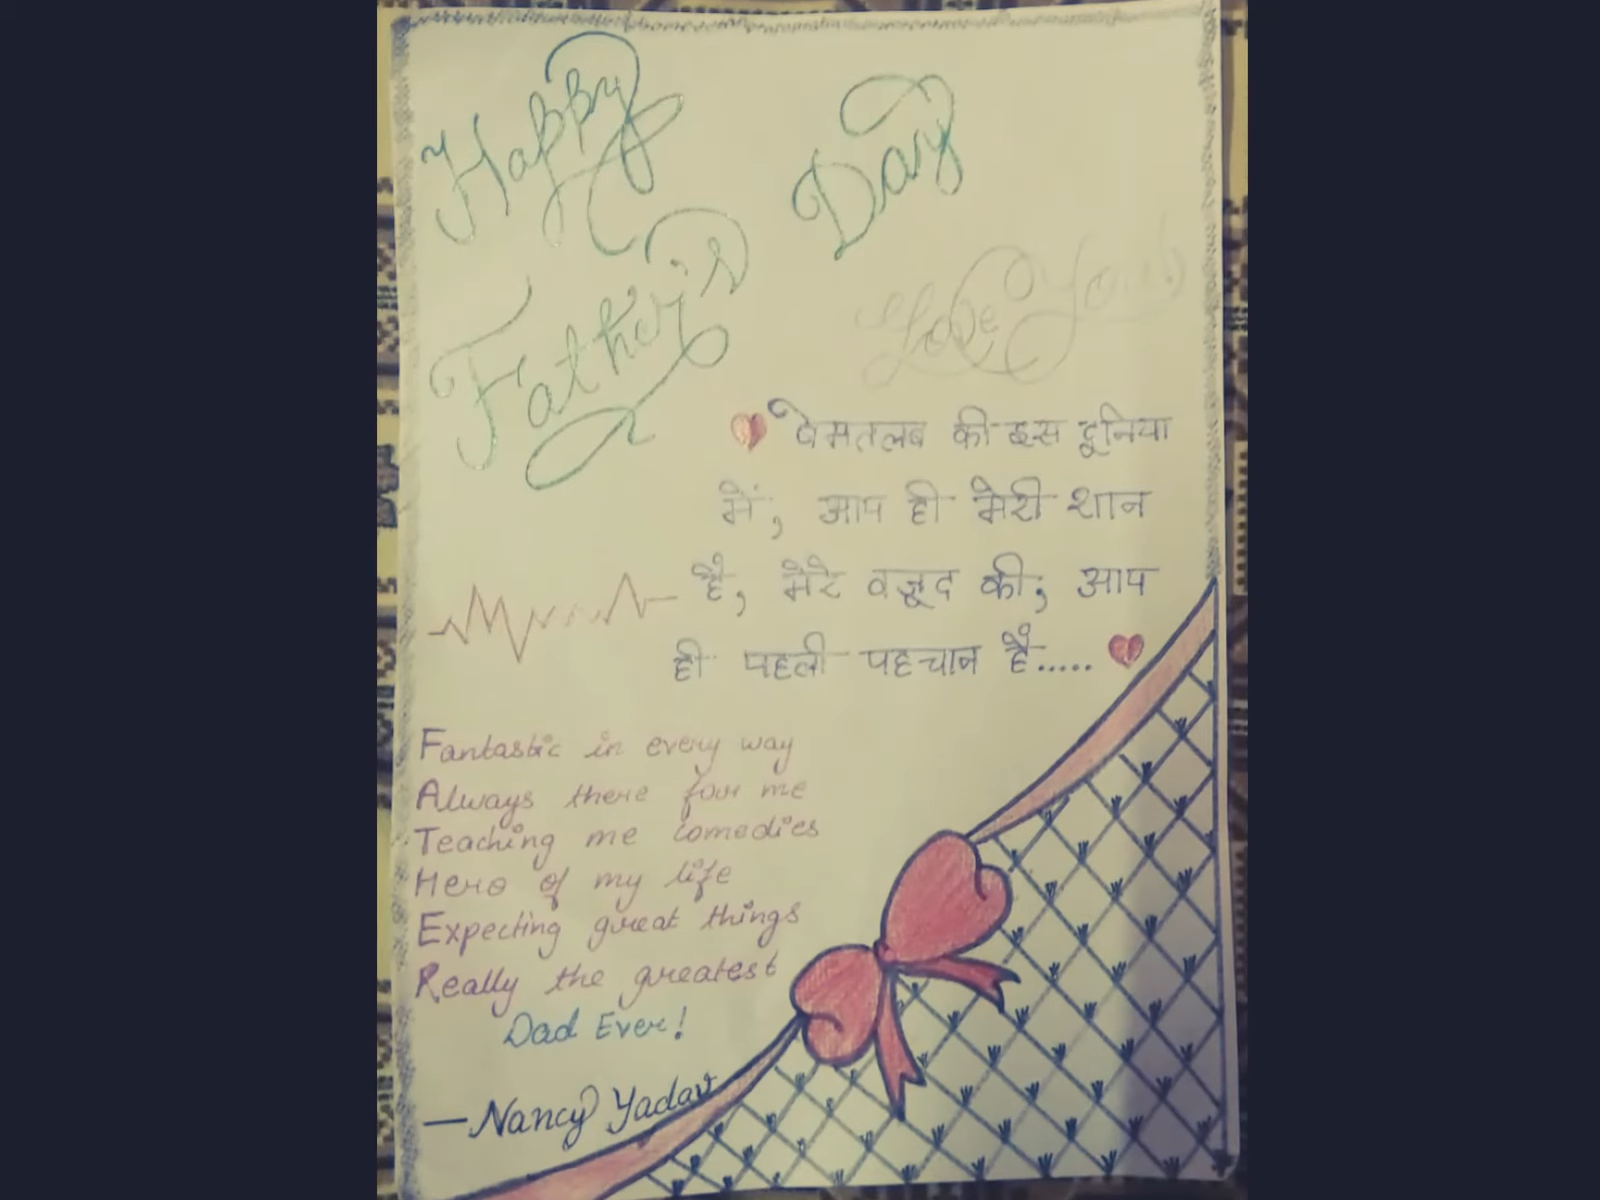 Happy
Father's
Day
Love You
बेमतलब की इस दूनिया
में, आप ही मेरी शान
है, मेरे वज़ूद की, आप
ही पहली पहचान हैं.....
Fantastic in every way
Always there four me
Teaching me comedies
Hero of my life
Expecting great things
Really the greatest
Dad Ever!
— Nancy Yadav